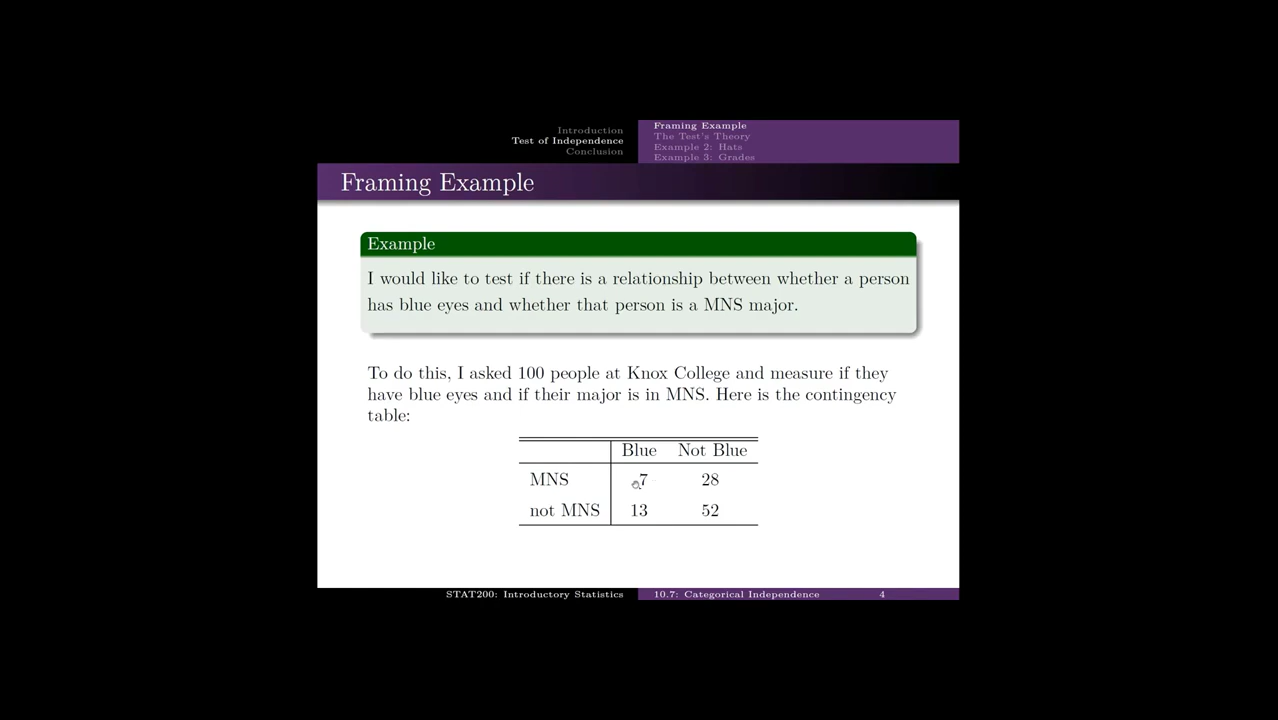 Introduction
Test of Independence
Conclusion
Framing Example
The Test's Theory
Example 2: Hats
Example 3: Grades
Framing Example
Example
I would like to test if there is a relationship between whether a person
has blue eyes and whether that person is a MNS major.
To do this, I asked 100 people at Knox College and measure if they
have blue eyes and if their major is in MNS. Here is the contingency
table:
Blue Not Blue
MNS 7 28
not MNS 13 52
STAT200: Introductory Statistics 10.7: Categorical Independence 4